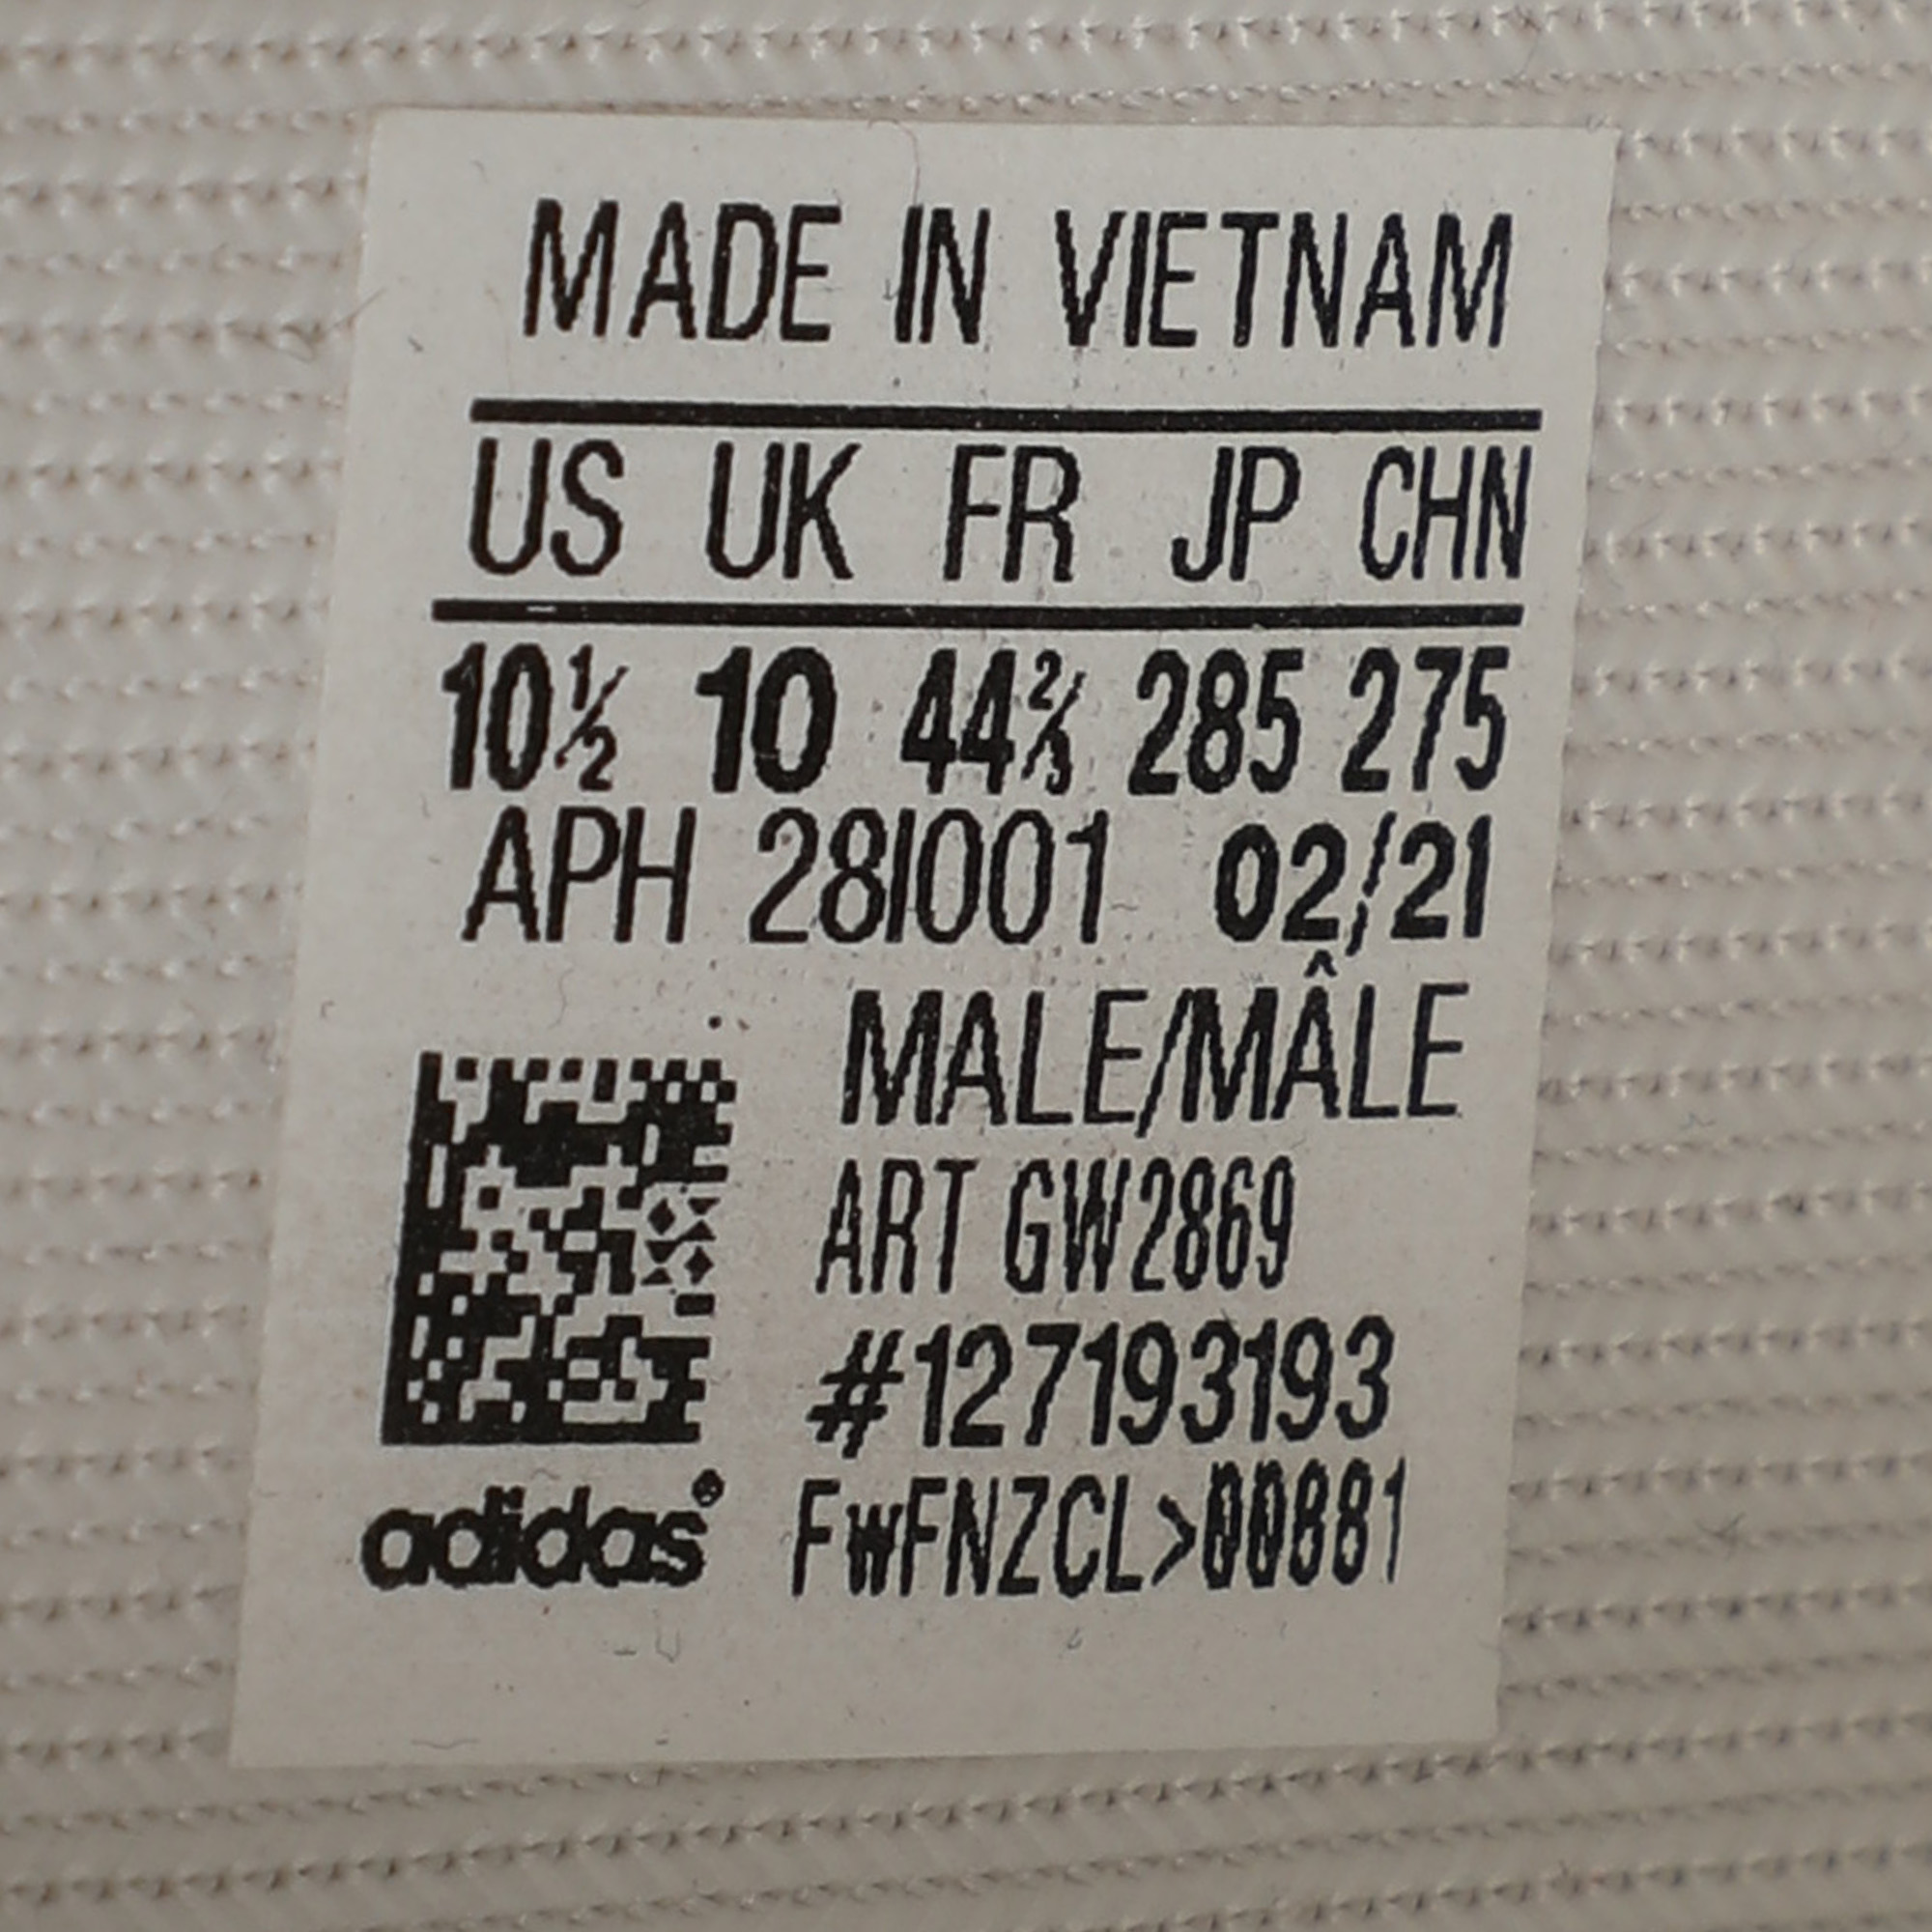 MADE IN VIETNAM
US UK FR JP CHN
10½ 10 44⅔ 285 275
APH 28I001 02/21
MALE/MÂLE
ART GW2869
#127193193
adidas® FwFNZCL>